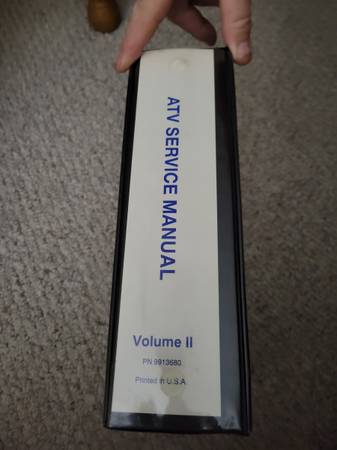 ATV SERVICE MANUAL
Volume II
PN 9913680
Printed in U.S.A